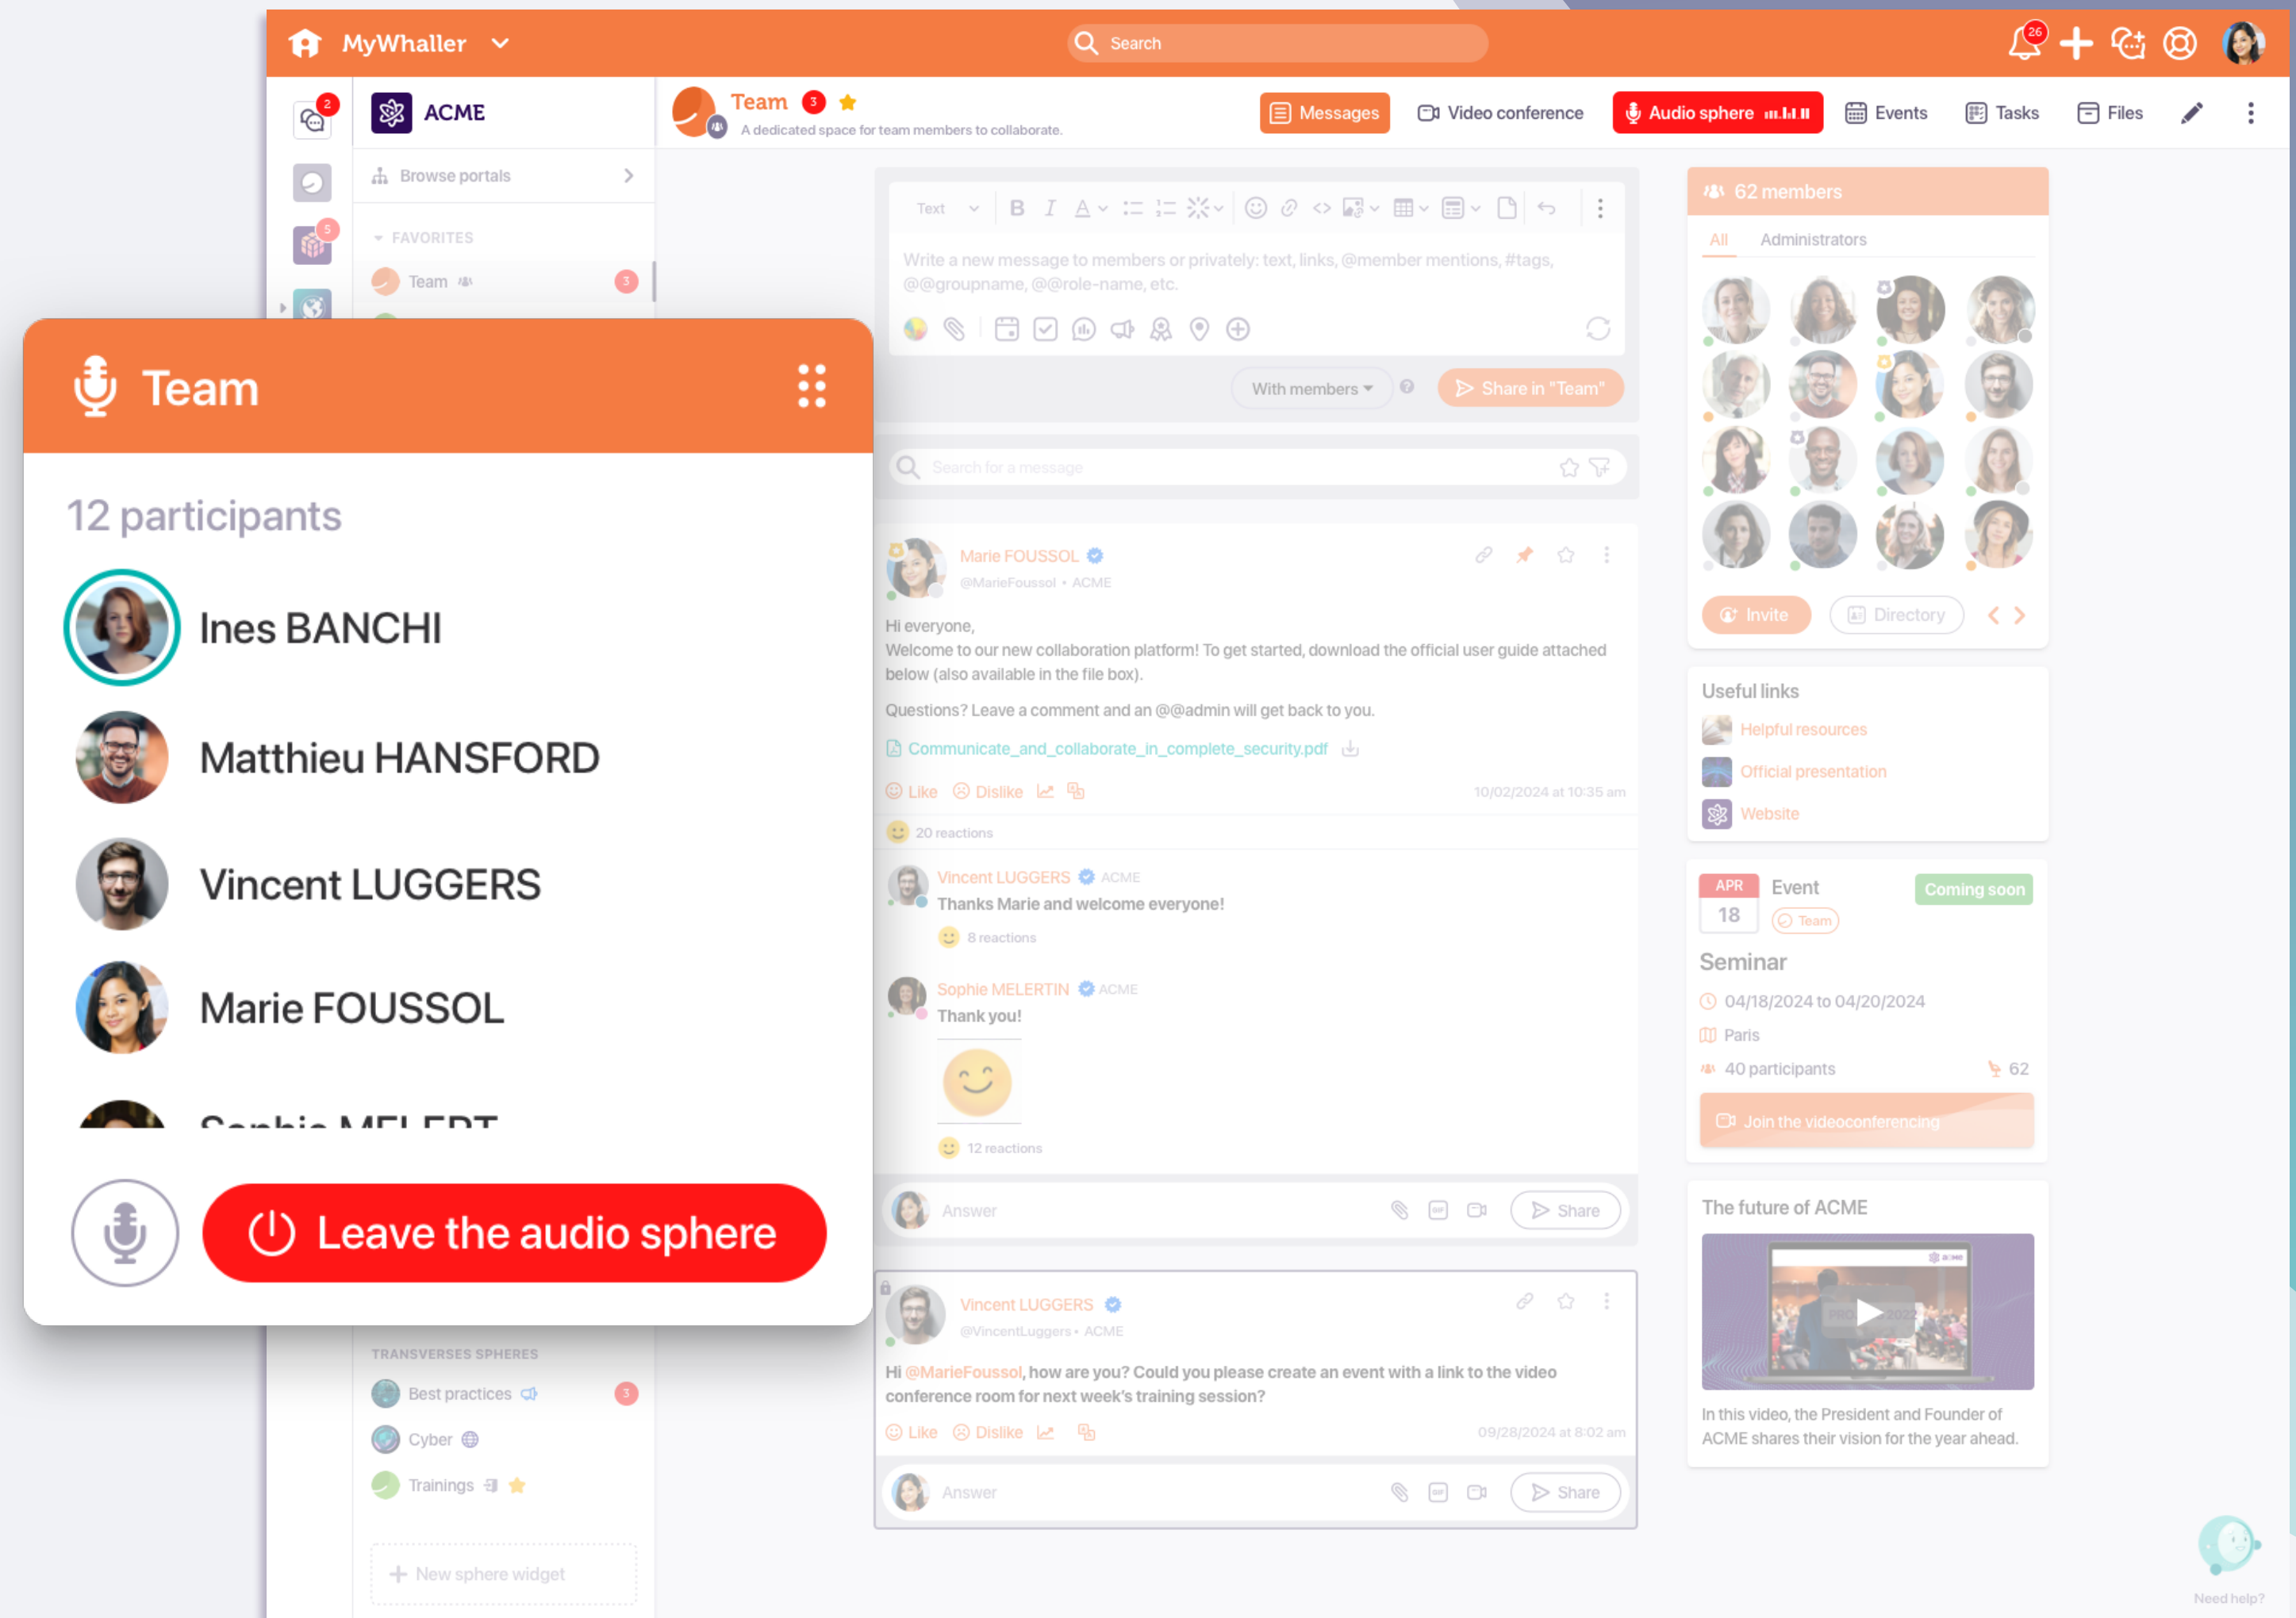 MyWhaller
Search
26
2
ACME
Team 3
A dedicated space for team members to collaborate.
Messages
Video conference
Audio sphere
Events
Tasks
Files
Browse portals
5
FAVORITES
Team
3
Team
12 participants
Ines BANCHI
Matthieu HANSFORD
Vincent LUGGERS
Marie FOUSSOL
Sophie MELERT
Leave the audio sphere
TRANSVERSES SPHERES
Best practices
3
Cyber
Trainings
New sphere widget
Text
B I A
Write a new message to members or privately: text, links, @member mentions, #tags,
@@groupname, @@role-name, etc.
With members
?
Share in "Team"
Search for a message
Marie FOUSSOL
@MarieFoussol • ACME
Hi everyone,
Welcome to our new collaboration platform! To get started, download the official user guide attached
below (also available in the file box).
Questions? Leave a comment and an @@admin will get back to you.
Communicate_and_collaborate_in_complete_security.pdf
Like
Dislike
10/02/2024 at 10:35 am
20 reactions
Vincent LUGGERS ACME
Thanks Marie and welcome everyone!
8 reactions
Sophie MELERTIN ACME
Thank you!
12 reactions
Answer
GIF
Share
Vincent LUGGERS
@VincentLuggers • ACME
Hi @MarieFoussol, how are you? Could you please create an event with a link to the video
conference room for next week's training session?
Like
Dislike
09/28/2024 at 8:02 am
Answer
GIF
Share
62 members
All
Administrators
Invite
Directory
Useful links
Helpful resources
Official presentation
Website
APR
18
Event
Team
Coming soon
Seminar
04/18/2024 to 04/20/2024
Paris
40 participants
62
Join the videoconferencing
The future of ACME
acme
In this video, the President and Founder of
ACME shares their vision for the year ahead.
Need help?